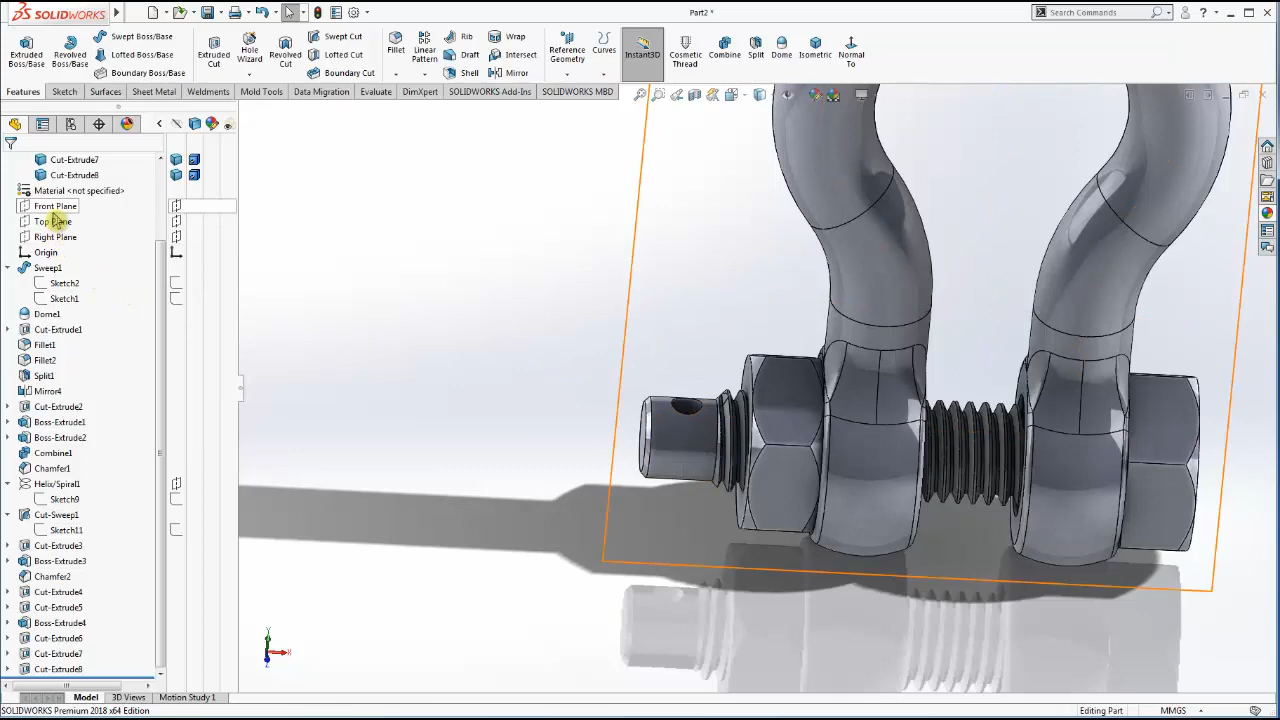 SOLIDWORKS
Part2 *
Search Commands
Extruded Boss/Base
Revolved Boss/Base
Swept Boss/Base
Lofted Boss/Base
Boundary Boss/Base
Extruded Cut
Hole Wizard
Revolved Cut
Swept Cut
Lofted Cut
Boundary Cut
Fillet
Linear Pattern
Rib
Draft
Shell
Wrap
Intersect
Mirror
Reference Geometry
Curves
Instant3D
Cosmetic Thread
Combine
Split
Dome
Isometric
Normal To
Features
Sketch
Surfaces
Sheet Metal
Weldments
Mold Tools
Data Migration
Evaluate
DimXpert
SOLIDWORKS Add-Ins
SOLIDWORKS MBD
Cut-Extrude7
Cut-Extrude8
Material <not specified>
Front Plane
Top Plane
Right Plane
Origin
Sweep1
Sketch2
Sketch1
Dome1
Cut-Extrude1
Fillet1
Fillet2
Split1
Mirror4
Cut-Extrude2
Boss-Extrude1
Boss-Extrude2
Combine1
Chamfer1
Helix/Spiral1
Sketch9
Cut-Sweep1
Sketch11
Cut-Extrude3
Boss-Extrude3
Chamfer2
Cut-Extrude4
Cut-Extrude5
Boss-Extrude4
Cut-Extrude6
Cut-Extrude7
Cut-Extrude8
Y
X
Z
Model
3D Views
Motion Study 1
SOLIDWORKS Premium 2018 x64 Edition
Editing Part
MMGS